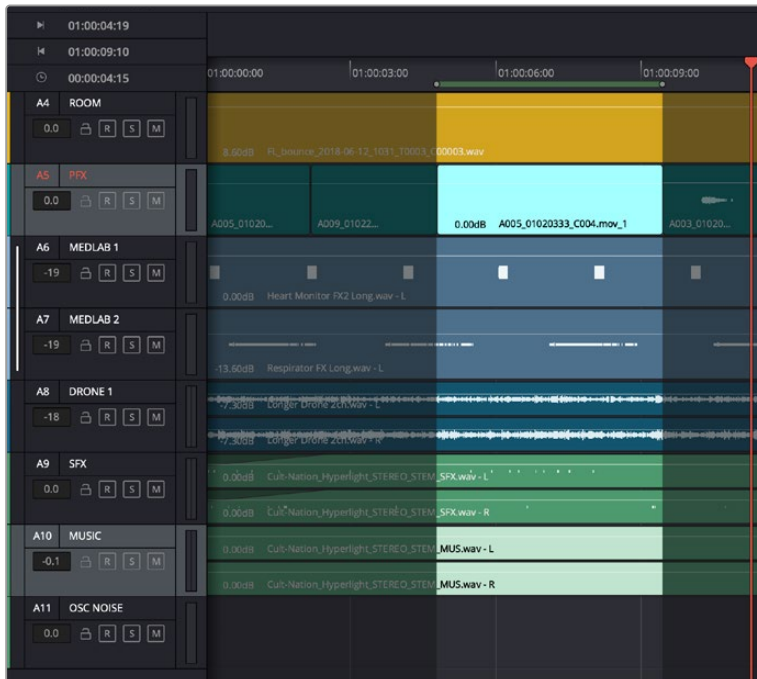 01:00:04:19
01:00:09:10
00:00:04:15
01:00:00:00 01:00:03:00 01:00:06:00 01:00:09:00
A4 ROOM
0.0 R S M
8.60dB FL_bounce_2018-06-12_1031_T0003_C00003.wav
A5 PFX
0.0 R S M
A005_01020... A009_01022... 0.00dB A005_01020333_C004.mov_1 A003_01020...
A6 MEDLAB 1
-19 R S M
0.00dB Heart Monitor FX2 Long.wav - L
A7 MEDLAB 2
-19 R S M
-13.60dB Respirator FX Long.wav - L
A8 DRONE 1
-7.30dB Longer Drone 2ch.wav - L
-18 R S M
-7.30dB Longer Drone 2ch.wav - R
A9 SFX
0.00dB Cult-Nation_Hyperlight_STEREO_STEM_SFX.wav - L
0.0 R S M
0.00dB Cult-Nation_Hyperlight_STEREO_STEM_SFX.wav - R
A10 MUSIC
0.00dB Cult-Nation_Hyperlight_STEREO_STEM_MUS.wav - L
-0.1 R S M
0.00dB Cult-Nation_Hyperlight_STEREO_STEM_MUS.wav - R
A11 OSC NOISE
0.0 R S M